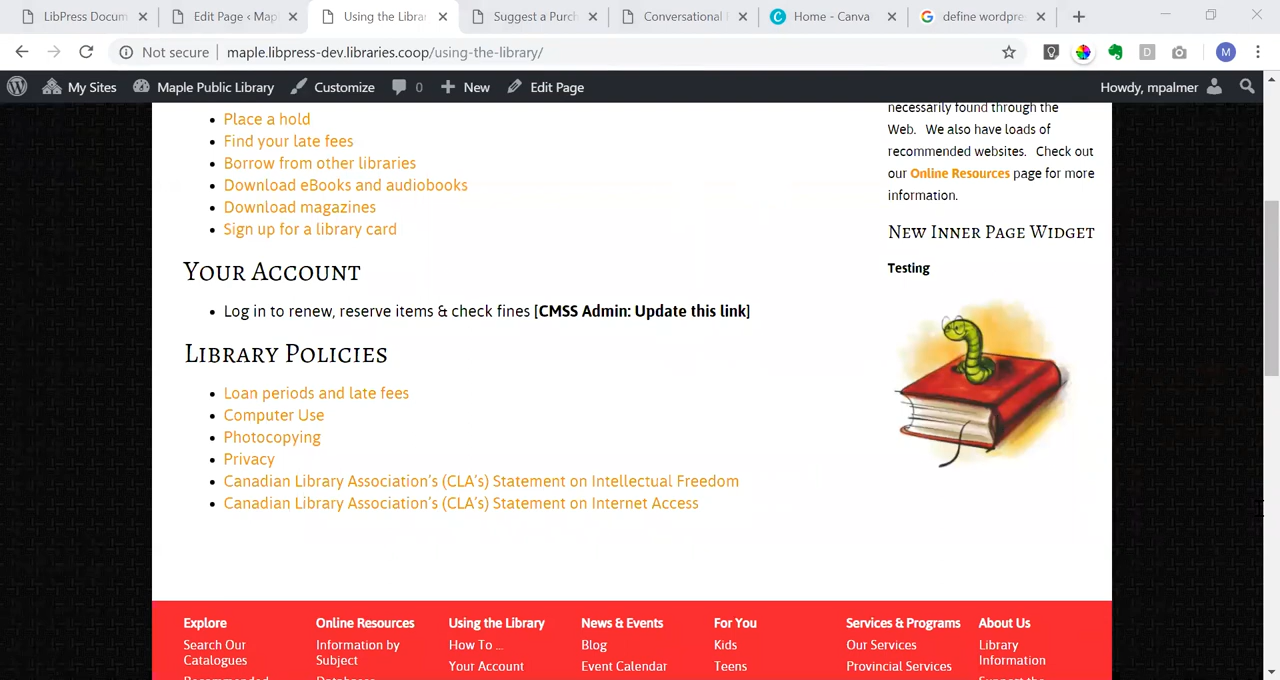 LibPress Docum
Edit Page ‹ Map
Using the Librar
Suggest a Purch
Conversational
Home - Canva
define wordpre
Not secure
maple.libpress-dev.libraries.coop/using-the-library/
M
My Sites
Maple Public Library
Customize
0
New
Edit Page
Howdy, mpalmer
Place a hold
Find your late fees
Borrow from other libraries
Download eBooks and audiobooks
Download magazines
Sign up for a library card
Your Account
Log in to renew, reserve items & check fines [CMSS Admin: Update this link]
Library Policies
Loan periods and late fees
Computer Use
Photocopying
Privacy
Canadian Library Association's (CLA's) Statement on Intellectual Freedom
Canadian Library Association's (CLA's) Statement on Internet Access
necessarily found through the
Web. We also have loads of
recommended websites. Check out
our Online Resources page for more
information.
New Inner Page Widget
Testing
Explore
Search Our
Catalogues
Online Resources
Information by
Subject
Using the Library
How To ...
Your Account
News & Events
Blog
Event Calendar
For You
Kids
Teens
Services & Programs
Our Services
Provincial Services
About Us
Library
Information